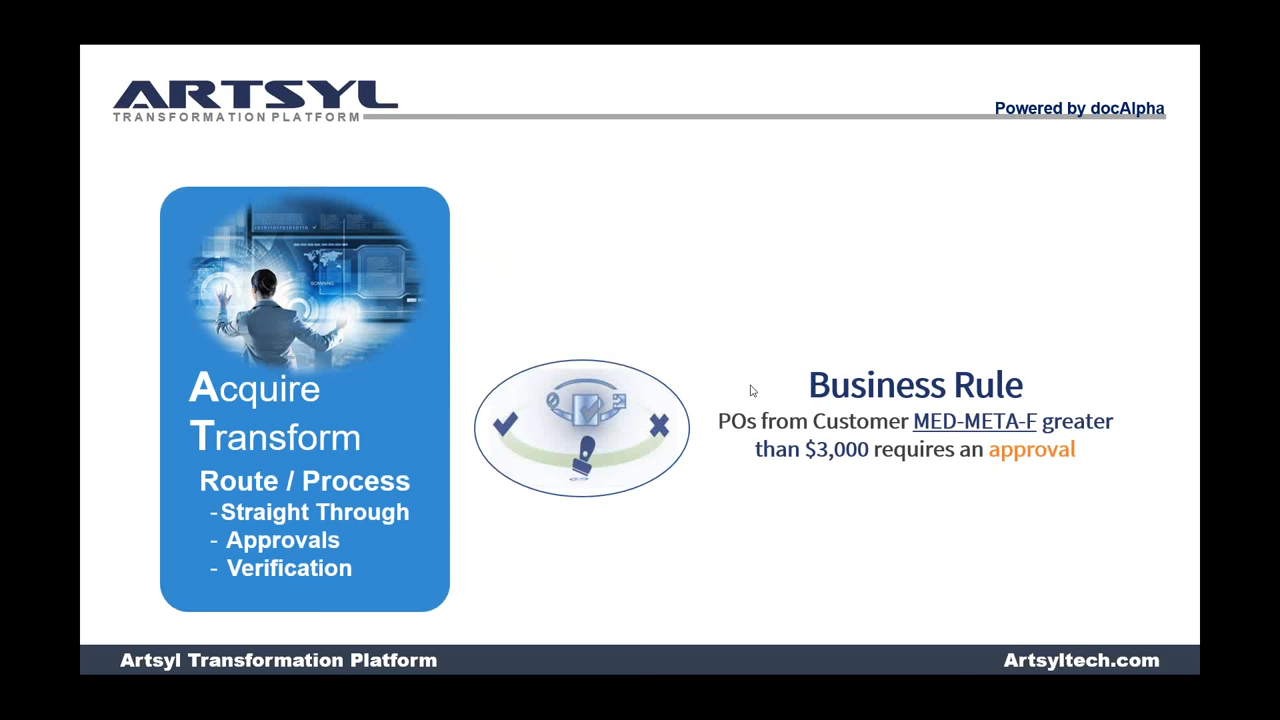 ARTSYL
TRANSFORMATION PLATFORM
Powered by docAlpha
SCANNING
Acquire
Transform
Route / Process
- Straight Through
- Approvals
- Verification
Business Rule
POs from Customer MED-META-F greater
than $3,000 requires an approval
Artsyl Transformation Platform
Artsyltech.com